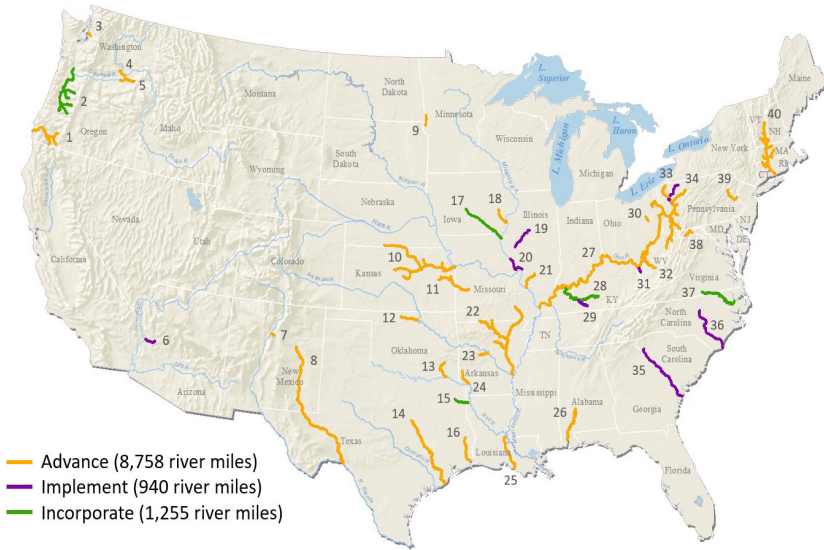 3
Washington
4
5
2
1
Oregon
Idaho
Montana
North
Dakota
Minnesota
9
L.
Superior
Wisconsin
L. Michigan
L.
Huron
Michigan
L. Ontario
L. Erie
Maine
40
VT
NH
MA
RI
CT
New York
South
Dakota
Wyoming
Nebraska
Iowa
17
18
Illinois
19
20
21
Indiana
Ohio
30
33
34
39
Pennsylvania
NJ
MD
DE
38
WV
32
31
27
28
KY
29
Virginia
37
North
Carolina
36
South
Carolina
35
Georgia
Florida
Nevada
Utah
California
Colorado
Kansas
10
11
Missouri
12
22
TN
Oklahoma
23
13
Arkansas
24
15
Mississippi
Alabama
26
6
7
8
New
Mexico
Arizona
14
Texas
16
Louisiana
25
Advance (8,758 river miles)
Implement (940 river miles)
Incorporate (1,255 river miles)